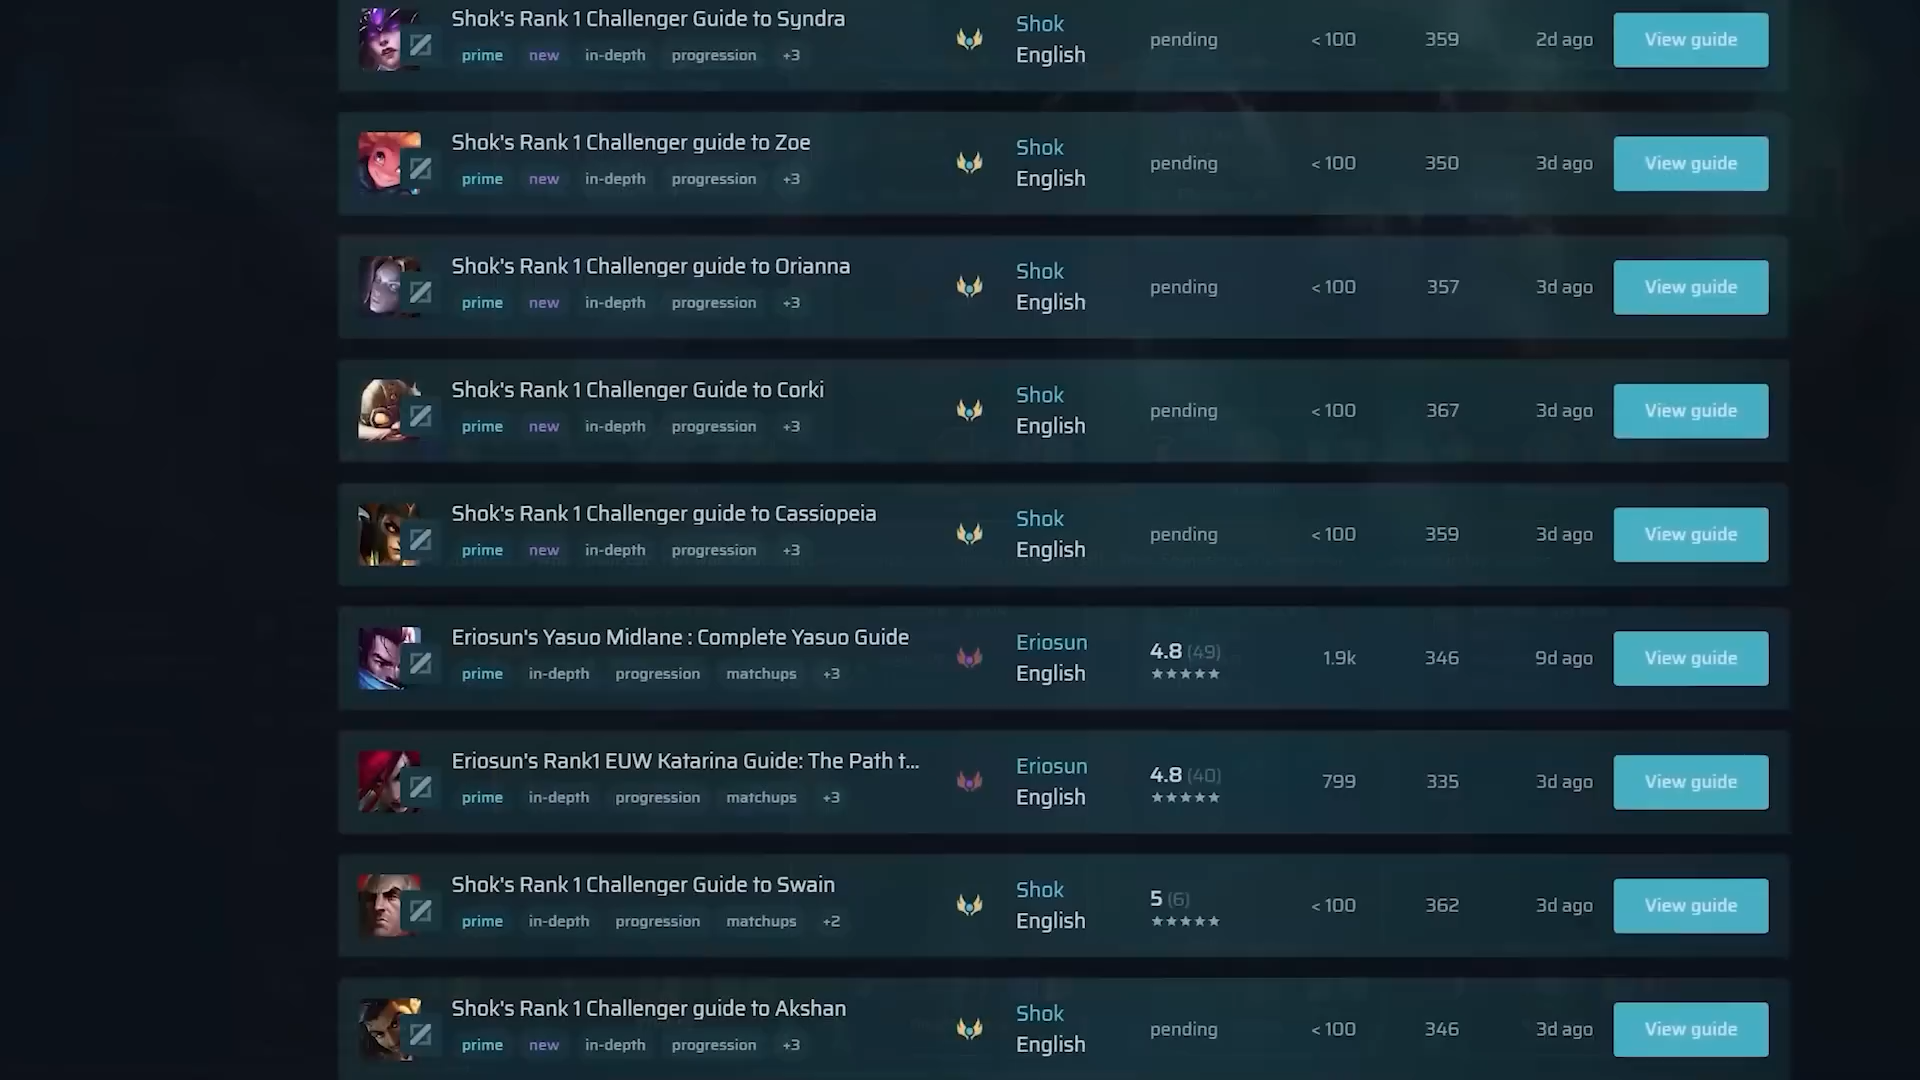 Shok's Rank 1 Challenger Guide to Syndra
prime new in-depth progression +3
Shok
English
pending
< 100
359
2d ago
View guide
Shok's Rank 1 Challenger guide to Zoe
prime new in-depth progression +3
Shok
English
pending
< 100
350
3d ago
View guide
Shok's Rank 1 Challenger guide to Orianna
prime new in-depth progression +3
Shok
English
pending
< 100
357
3d ago
View guide
Shok's Rank 1 Challenger Guide to Corki
prime new in-depth progression +3
Shok
English
pending
< 100
367
3d ago
View guide
Shok's Rank 1 Challenger guide to Cassiopeia
prime new in-depth progression +3
Shok
English
pending
< 100
359
3d ago
View guide
Eriosun's Yasuo Midlane : Complete Yasuo Guide
prime in-depth progression matchups +3
Eriosun
English
4.8 (49)
1.9k
346
9d ago
View guide
Eriosun's Rank1 EUW Katarina Guide: The Path t...
prime in-depth progression matchups +3
Eriosun
English
4.8 (40)
799
335
3d ago
View guide
Shok's Rank 1 Challenger Guide to Swain
prime in-depth progression matchups +2
Shok
English
5 (6)
< 100
362
3d ago
View guide
Shok's Rank 1 Challenger guide to Akshan
prime new in-depth progression +3
Shok
English
pending
< 100
346
3d ago
View guide